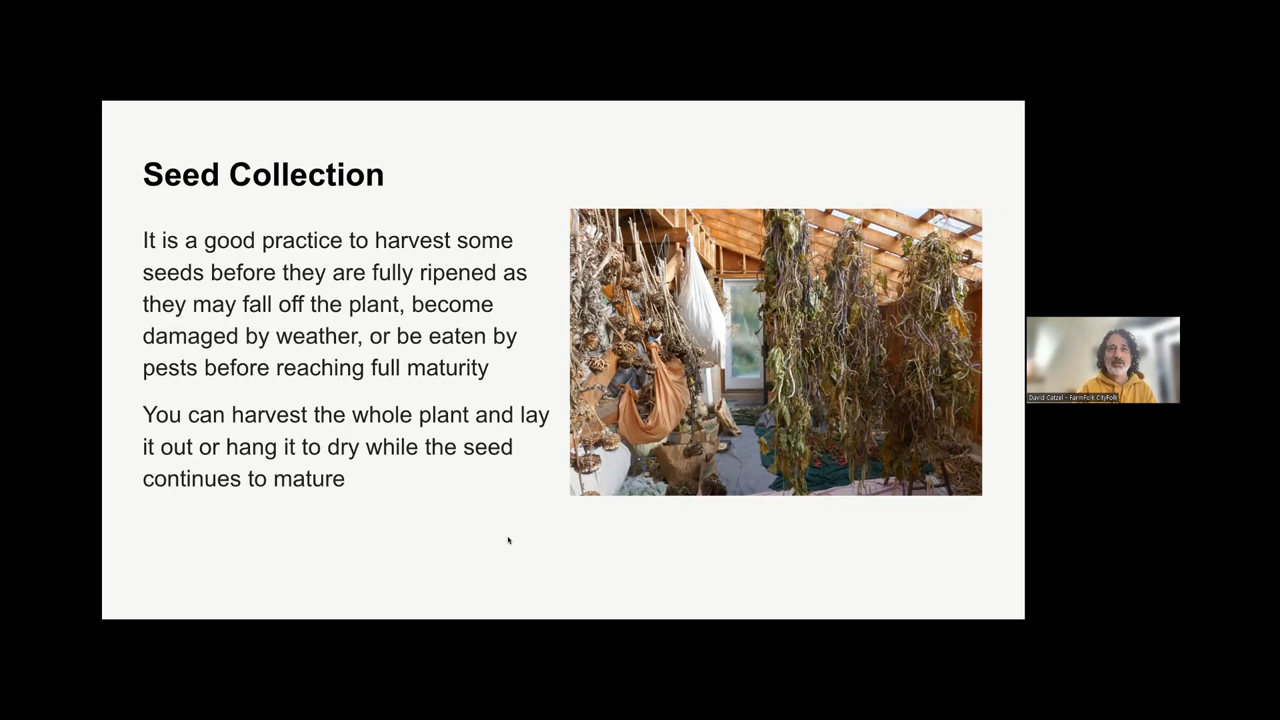 Seed Collection
It is a good practice to harvest some
seeds before they are fully ripened as
they may fall off the plant, become
damaged by weather, or be eaten by
pests before reaching full maturity
You can harvest the whole plant and lay
it out or hang it to dry while the seed
continues to mature
David Catzel - FarmFolk CityFolk